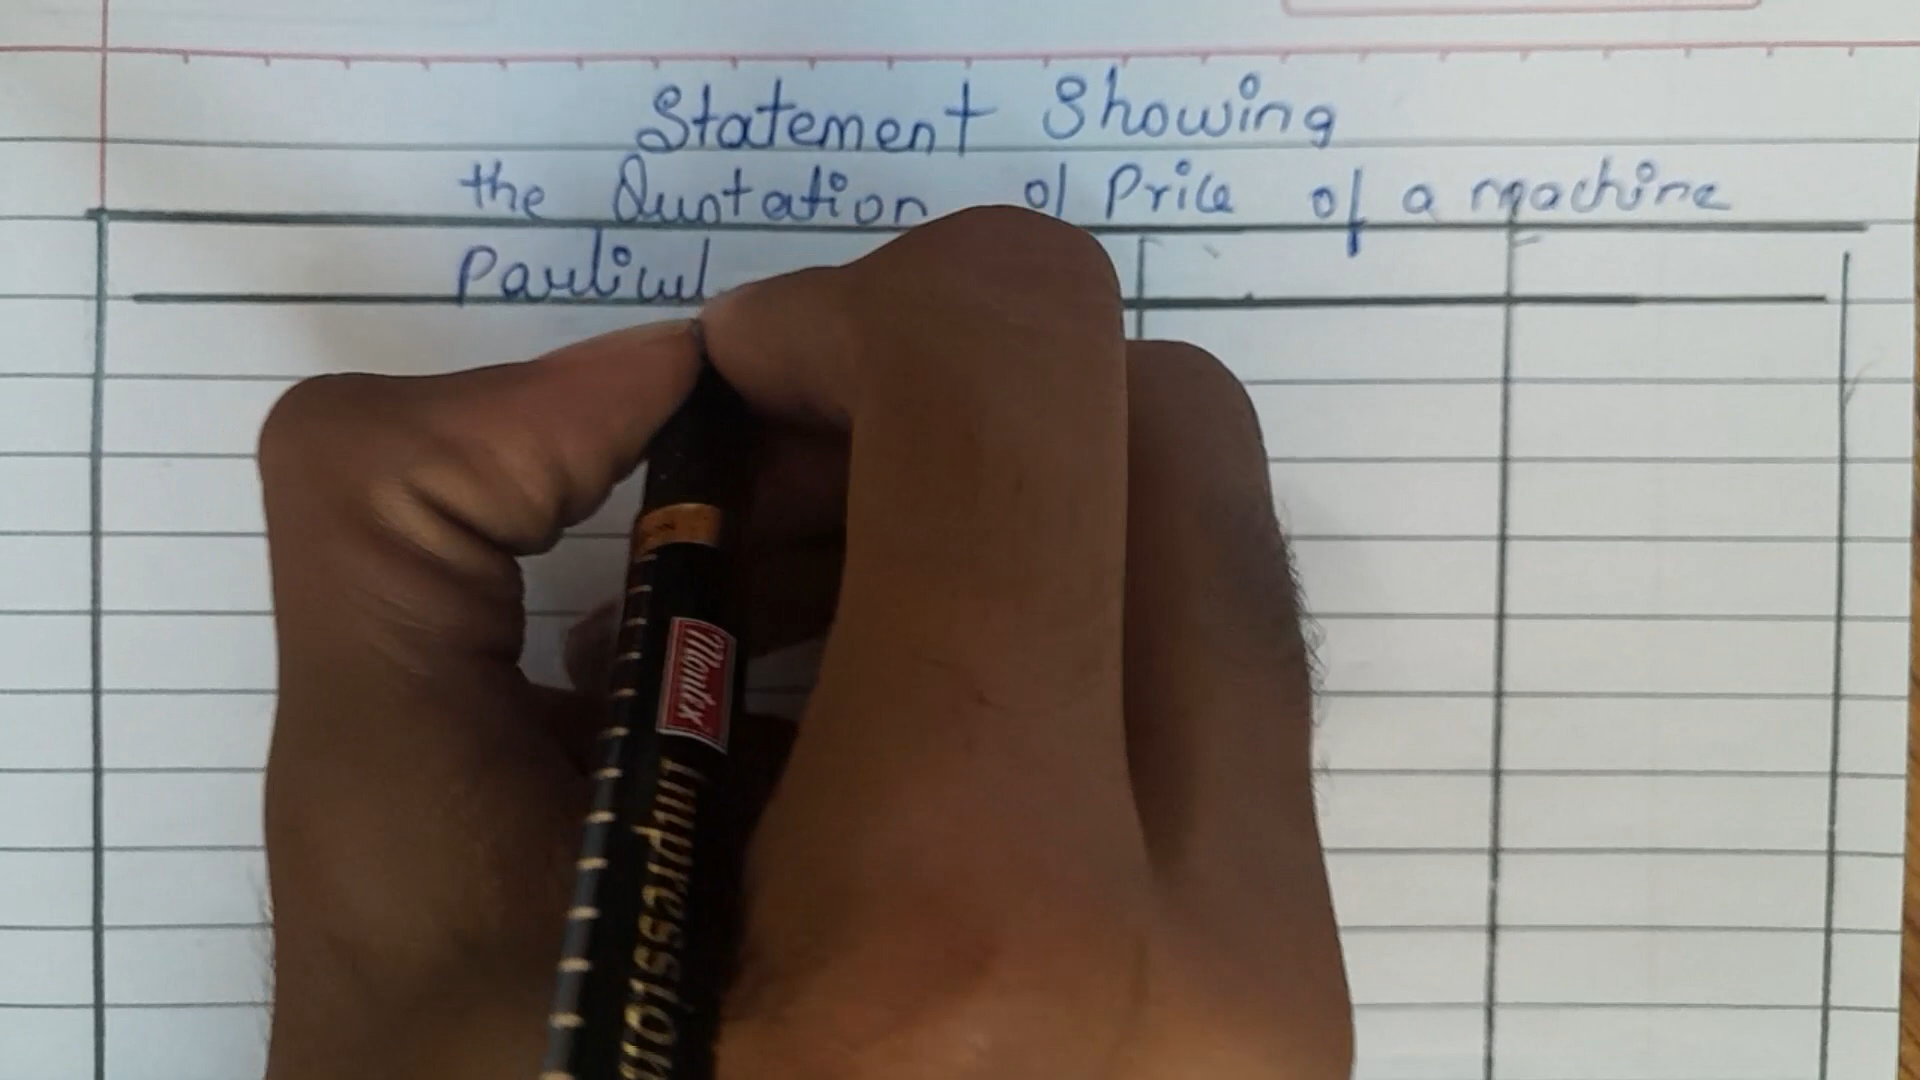 Statement Showing
the Quotation of Price of a machine
Particul
Montex
Impression